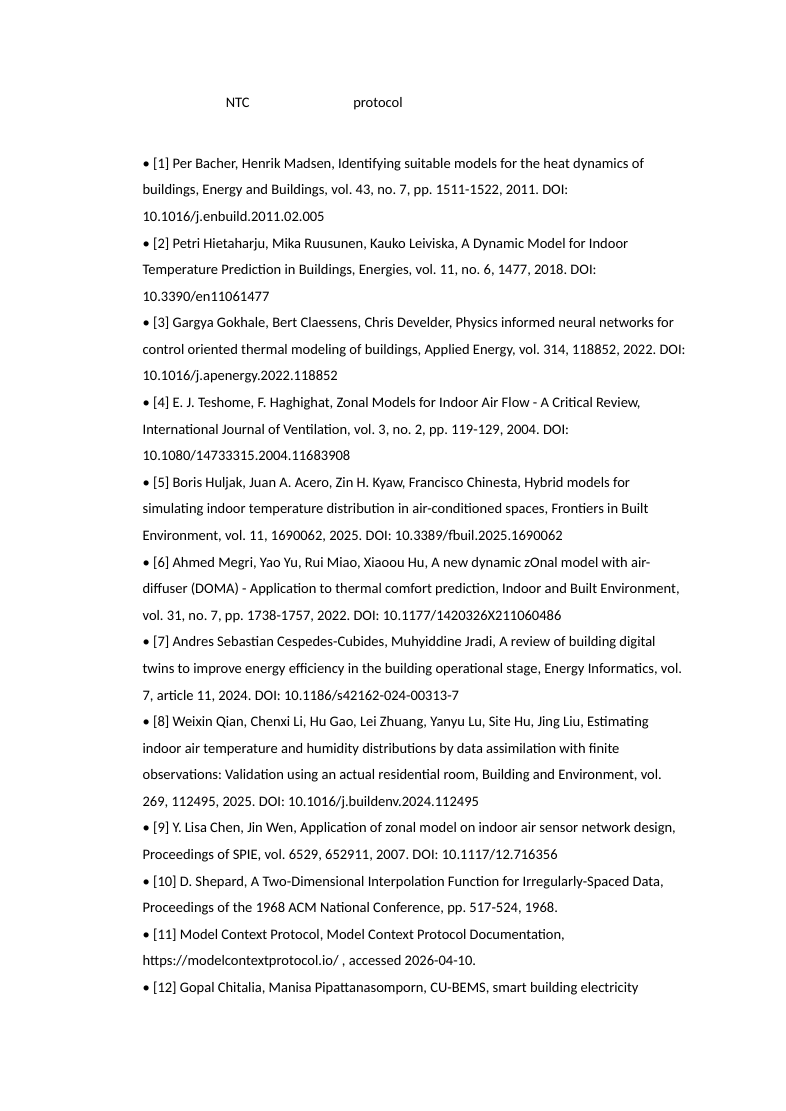 NTC protocol
• [1] Per Bacher, Henrik Madsen, Identifying suitable models for the heat dynamics of
buildings, Energy and Buildings, vol. 43, no. 7, pp. 1511-1522, 2011. DOI:
10.1016/j.enbuild.2011.02.005
• [2] Petri Hietaharju, Mika Ruusunen, Kauko Leiviska, A Dynamic Model for Indoor
Temperature Prediction in Buildings, Energies, vol. 11, no. 6, 1477, 2018. DOI:
10.3390/en11061477
• [3] Gargya Gokhale, Bert Claessens, Chris Develder, Physics informed neural networks for
control oriented thermal modeling of buildings, Applied Energy, vol. 314, 118852, 2022. DOI:
10.1016/j.apenergy.2022.118852
• [4] E. J. Teshome, F. Haghighat, Zonal Models for Indoor Air Flow - A Critical Review,
International Journal of Ventilation, vol. 3, no. 2, pp. 119-129, 2004. DOI:
10.1080/14733315.2004.11683908
• [5] Boris Huljak, Juan A. Acero, Zin H. Kyaw, Francisco Chinesta, Hybrid models for
simulating indoor temperature distribution in air-conditioned spaces, Frontiers in Built
Environment, vol. 11, 1690062, 2025. DOI: 10.3389/fbuil.2025.1690062
• [6] Ahmed Megri, Yao Yu, Rui Miao, Xiaoou Hu, A new dynamic zOnal model with air-
diffuser (DOMA) - Application to thermal comfort prediction, Indoor and Built Environment,
vol. 31, no. 7, pp. 1738-1757, 2022. DOI: 10.1177/1420326X211060486
• [7] Andres Sebastian Cespedes-Cubides, Muhyiddine Jradi, A review of building digital
twins to improve energy efficiency in the building operational stage, Energy Informatics, vol.
7, article 11, 2024. DOI: 10.1186/s42162-024-00313-7
• [8] Weixin Qian, Chenxi Li, Hu Gao, Lei Zhuang, Yanyu Lu, Site Hu, Jing Liu, Estimating
indoor air temperature and humidity distributions by data assimilation with finite
observations: Validation using an actual residential room, Building and Environment, vol.
269, 112495, 2025. DOI: 10.1016/j.buildenv.2024.112495
• [9] Y. Lisa Chen, Jin Wen, Application of zonal model on indoor air sensor network design,
Proceedings of SPIE, vol. 6529, 652911, 2007. DOI: 10.1117/12.716356
• [10] D. Shepard, A Two-Dimensional Interpolation Function for Irregularly-Spaced Data,
Proceedings of the 1968 ACM National Conference, pp. 517-524, 1968.
• [11] Model Context Protocol, Model Context Protocol Documentation,
https://modelcontextprotocol.io/ , accessed 2026-04-10.
• [12] Gopal Chitalia, Manisa Pipattanasomporn, CU-BEMS, smart building electricity